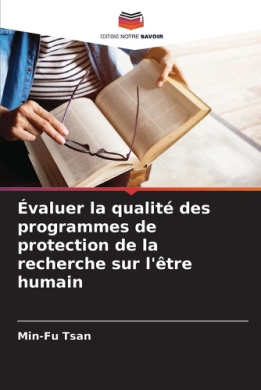 EDITIONS NOTRE SAVOIR
Évaluer la qualité des
programmes de
protection de la
recherche sur l'être
humain
Min-Fu Tsan